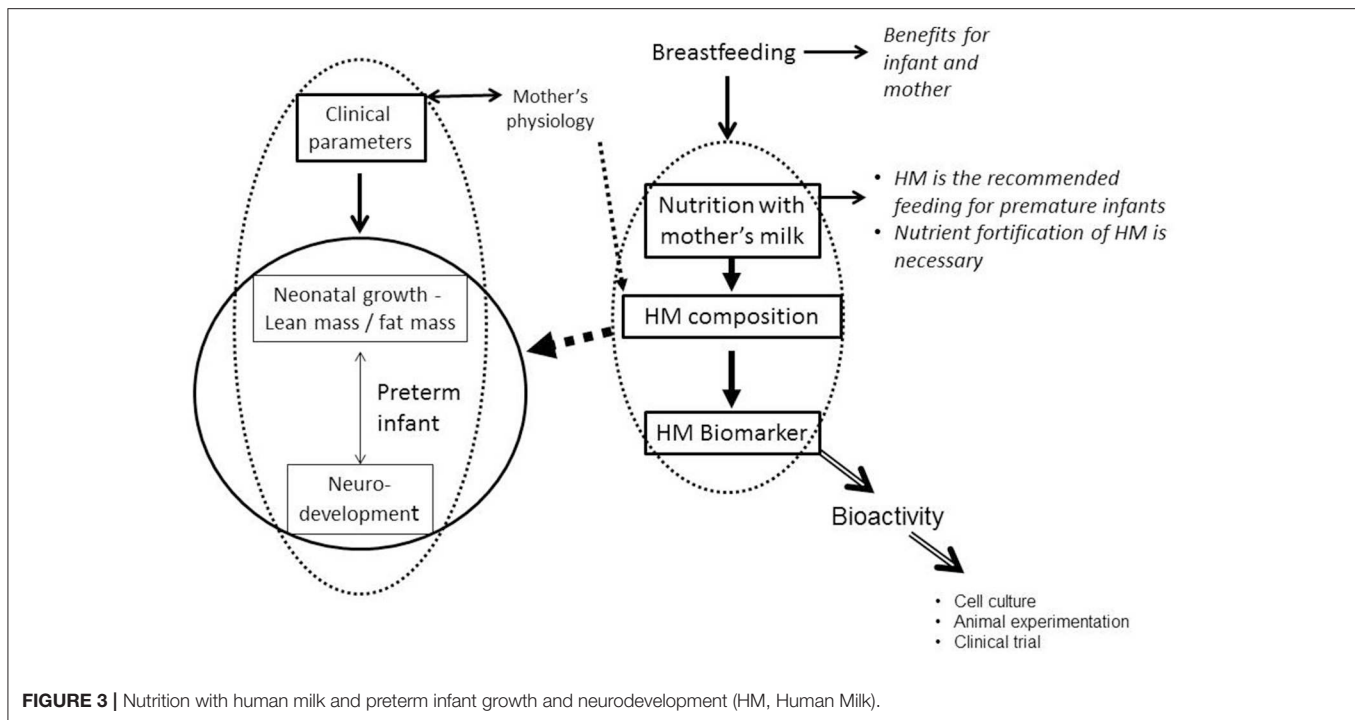 Clinical
parameters
Mother's
physiology
Breastfeeding
Benefits for
infant and
mother
Nutrition with
mother's milk
• HM is the recommended
feeding for premature infants
• Nutrient fortification of HM is
necessary
Neonatal growth -
Lean mass / fat mass
HM composition
Preterm
infant
HM Biomarker
Neuro-
development
Bioactivity
• Cell culture
• Animal experimentation
• Clinical trial
FIGURE 3 | Nutrition with human milk and preterm infant growth and neurodevelopment (HM, Human Milk).